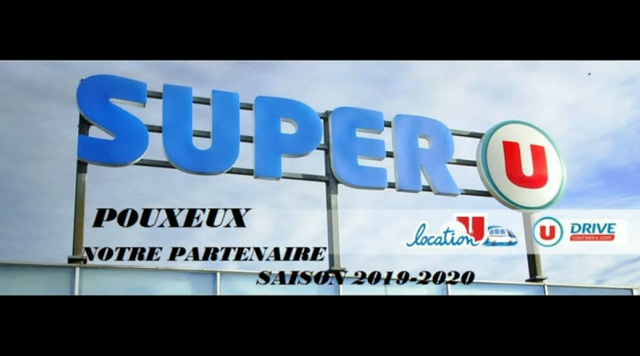 SUPER U
POUXEUX
location U
U DRIVE
coursesu.com
NOTRE PARTENAIRE
SAISON 2019-2020